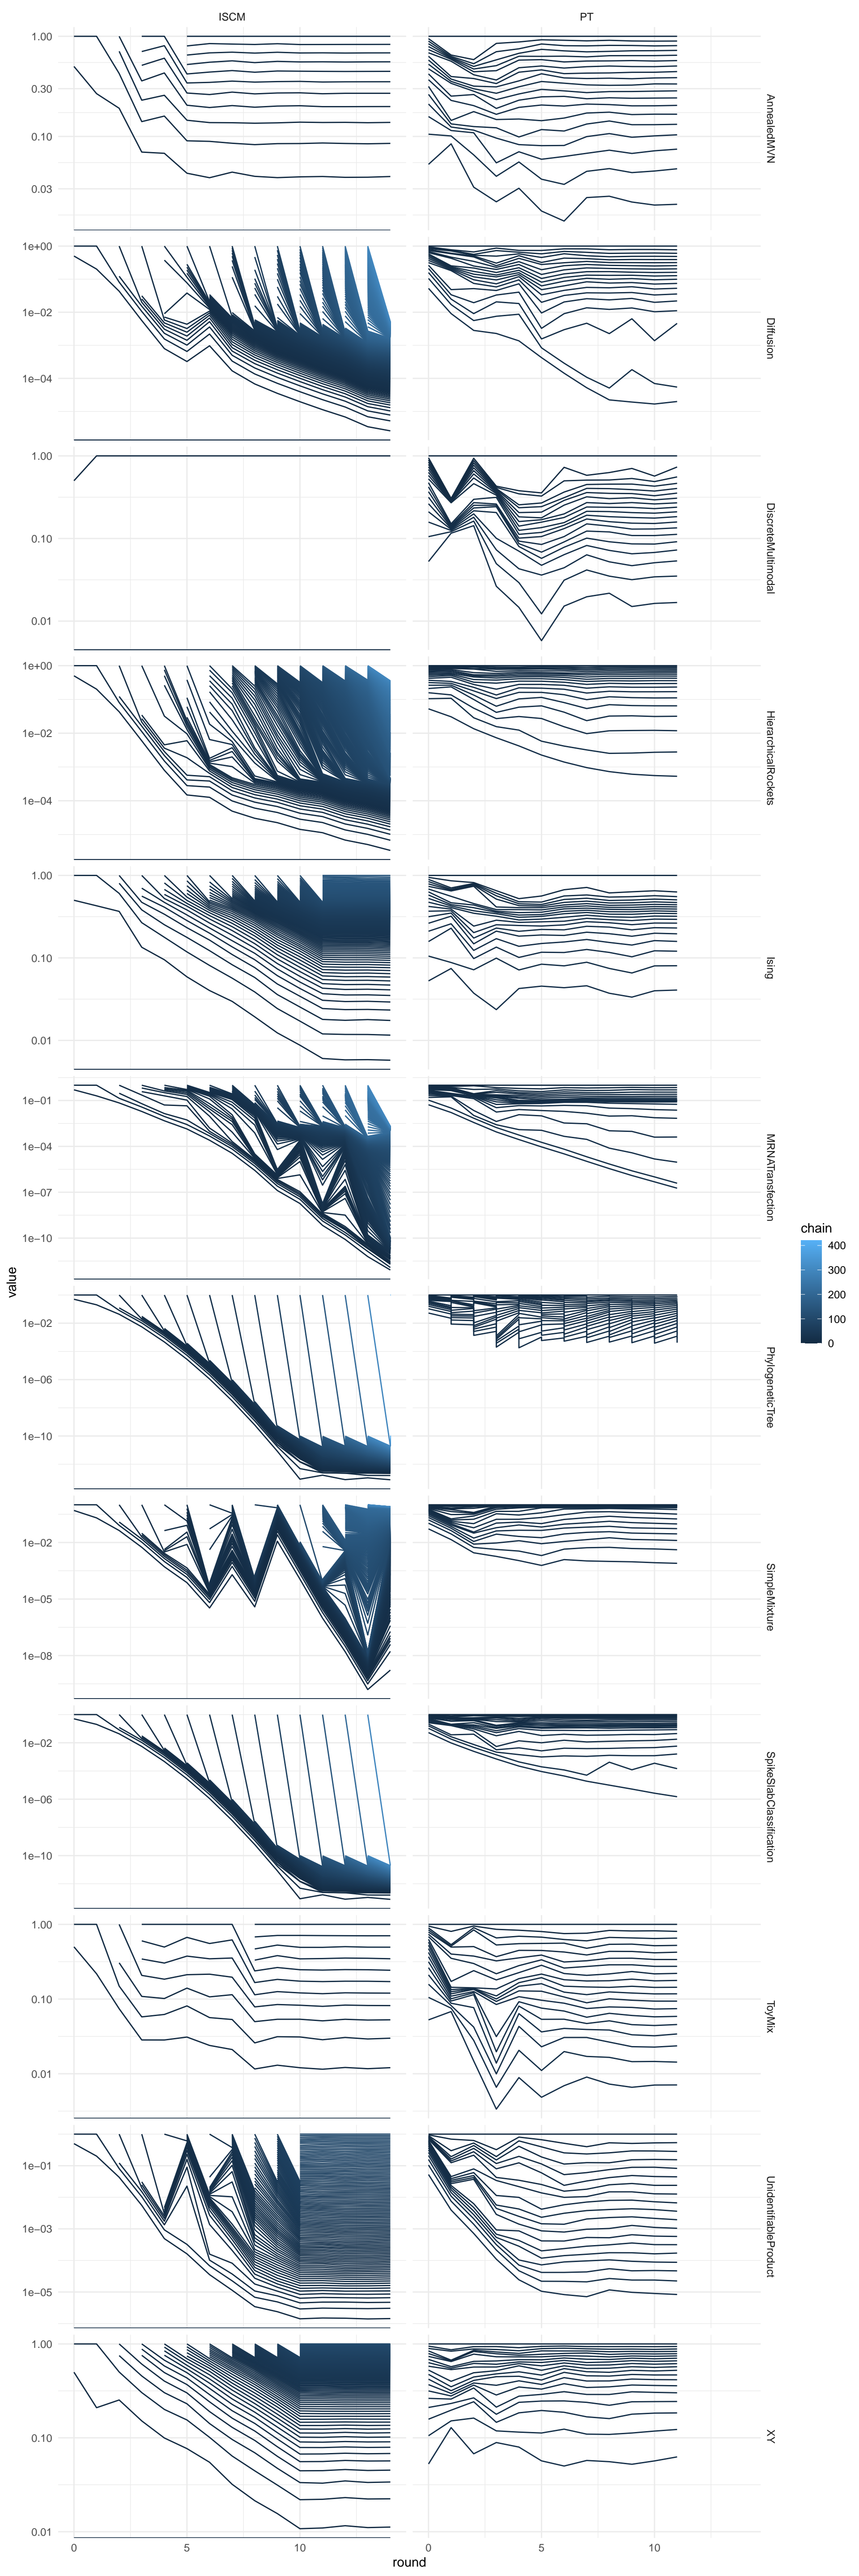 ISCM
PT
1.00
0.30
0.10
0.03
AnnealedMVN
1e+00
1e−02
1e−04
Diffusion
1.00
0.10
0.01
DiscreteMultimodal
1e+00
1e−02
1e−04
HierarchicalRockets
1.00
0.10
0.01
Ising
1e−01
1e−04
1e−07
1e−10
MRNATransfection
1e−02
1e−06
1e−10
PhylogeneticTree
1e−02
1e−05
1e−08
SimpleMixture
1e−02
1e−06
1e−10
SpikeSlabClassification
1.00
0.10
0.01
ToyMix
1e−01
1e−03
1e−05
UnidentifiableProduct
1.00
0.10
0.01
XY
0 5 10 0 5 10
round
value
chain
400
300
200
100
0